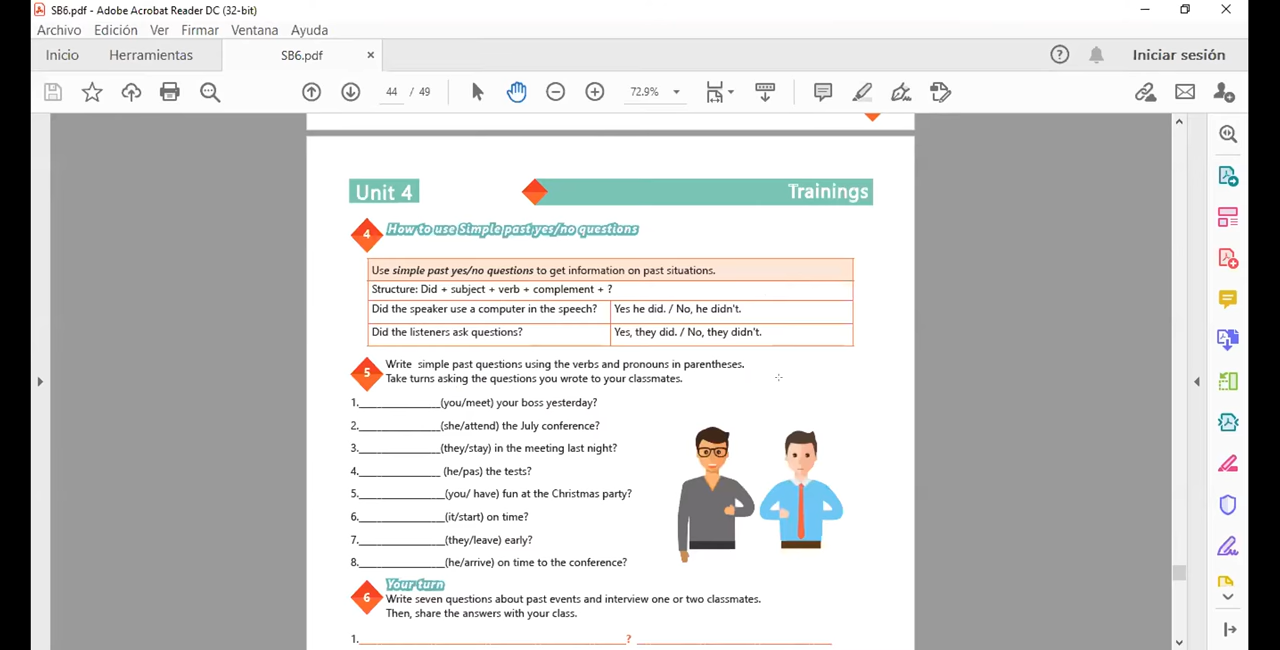 SB6.pdf - Adobe Acrobat Reader DC (32-bit)
Archivo Edición Ver Firmar Ventana Ayuda
Inicio Herramientas SB6.pdf × Iniciar sesión
44 / 49 72.9%
Unit 4 Trainings
4 How to use Simple past yes/no questions
Use simple past yes/no questions to get information on past situations.
Structure: Did + subject + verb + complement + ?
Did the speaker use a computer in the speech? Yes he did. / No, he didn't.
Did the listeners ask questions? Yes, they did. / No, they didn't.
5 Write simple past questions using the verbs and pronouns in parentheses.
Take turns asking the questions you wrote to your classmates.
1.______________(you/meet) your boss yesterday?
2.______________(she/attend) the July conference?
3.______________(they/stay) in the meeting last night?
4.______________ (he/pas) the tests?
5.______________(you/ have) fun at the Christmas party?
6.______________(it/start) on time?
7.______________(they/leave) early?
8.______________(he/arrive) on time to the conference?
Your turn
6 Write seven questions about past events and interview one or two classmates.
Then, share the answers with your class.
1.______________________________? ______________________